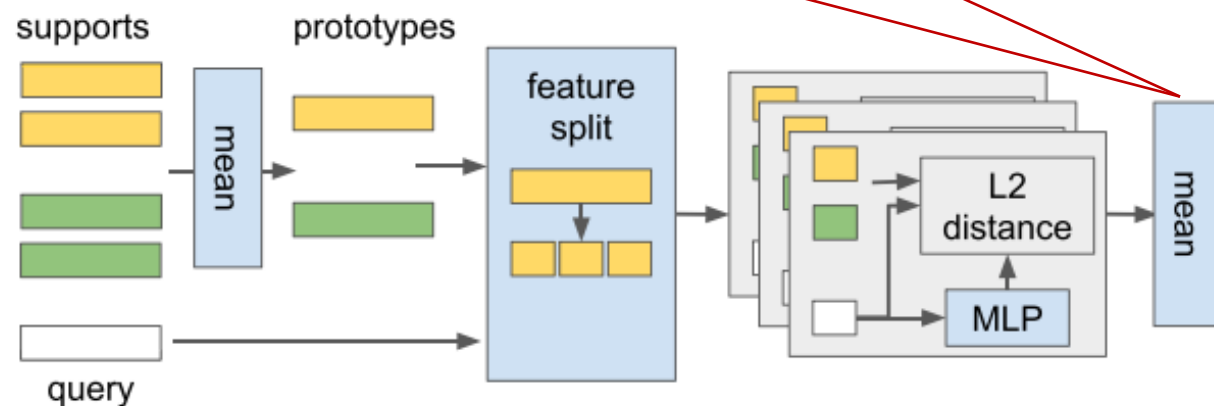 supports
prototypes
mean
feature
split
L2
distance
MLP
mean
query